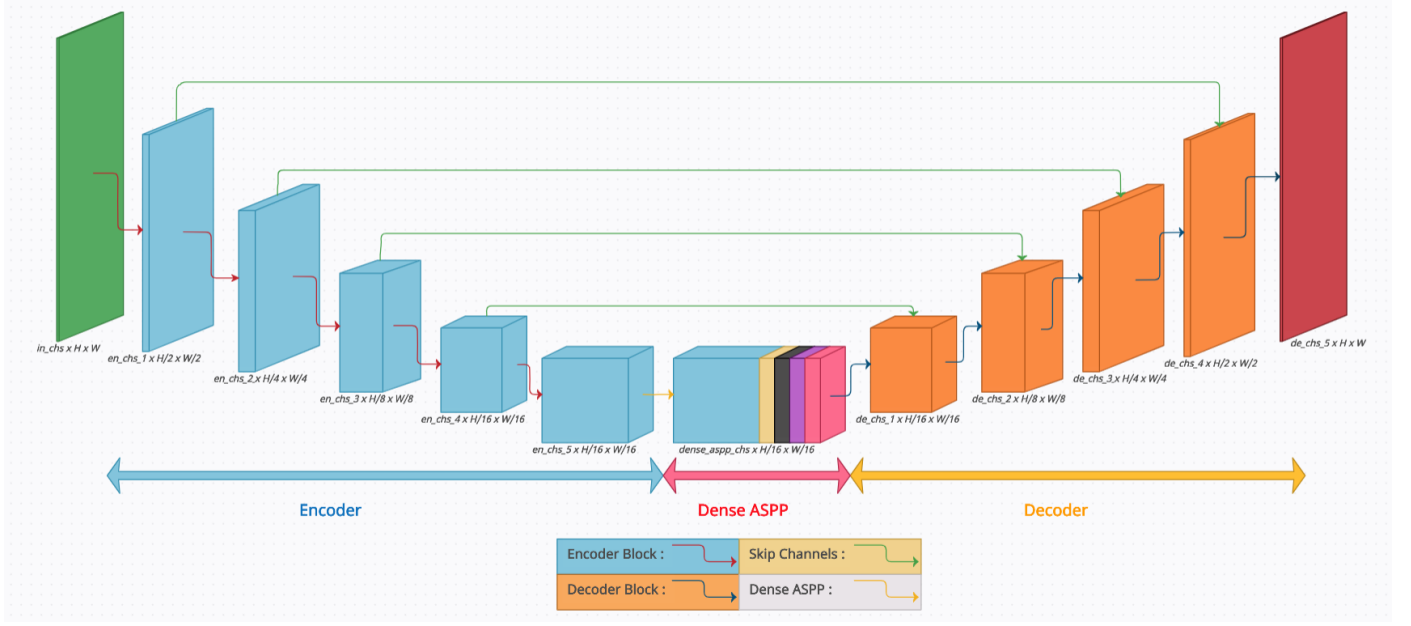 in_chs x H x W
en_chs_1 x H/2 x W/2
en_chs_2 x H/4 x W/4
en_chs_3 x H/8 x W/8
en_chs_4 x H/16 x W/16
en_chs_5 x H/16 x W/16
dense_aspp_chs x H/16 x W/16
de_chs_1 x H/16 x W/16
de_chs_2 x H/8 x W/8
de_chs_3 x H/4 x W/4
de_chs_4 x H/2 x W/2
de_chs_5 x H x W
Encoder
Dense ASPP
Decoder
Encoder Block :
Skip Channels :
Decoder Block :
Dense ASPP :